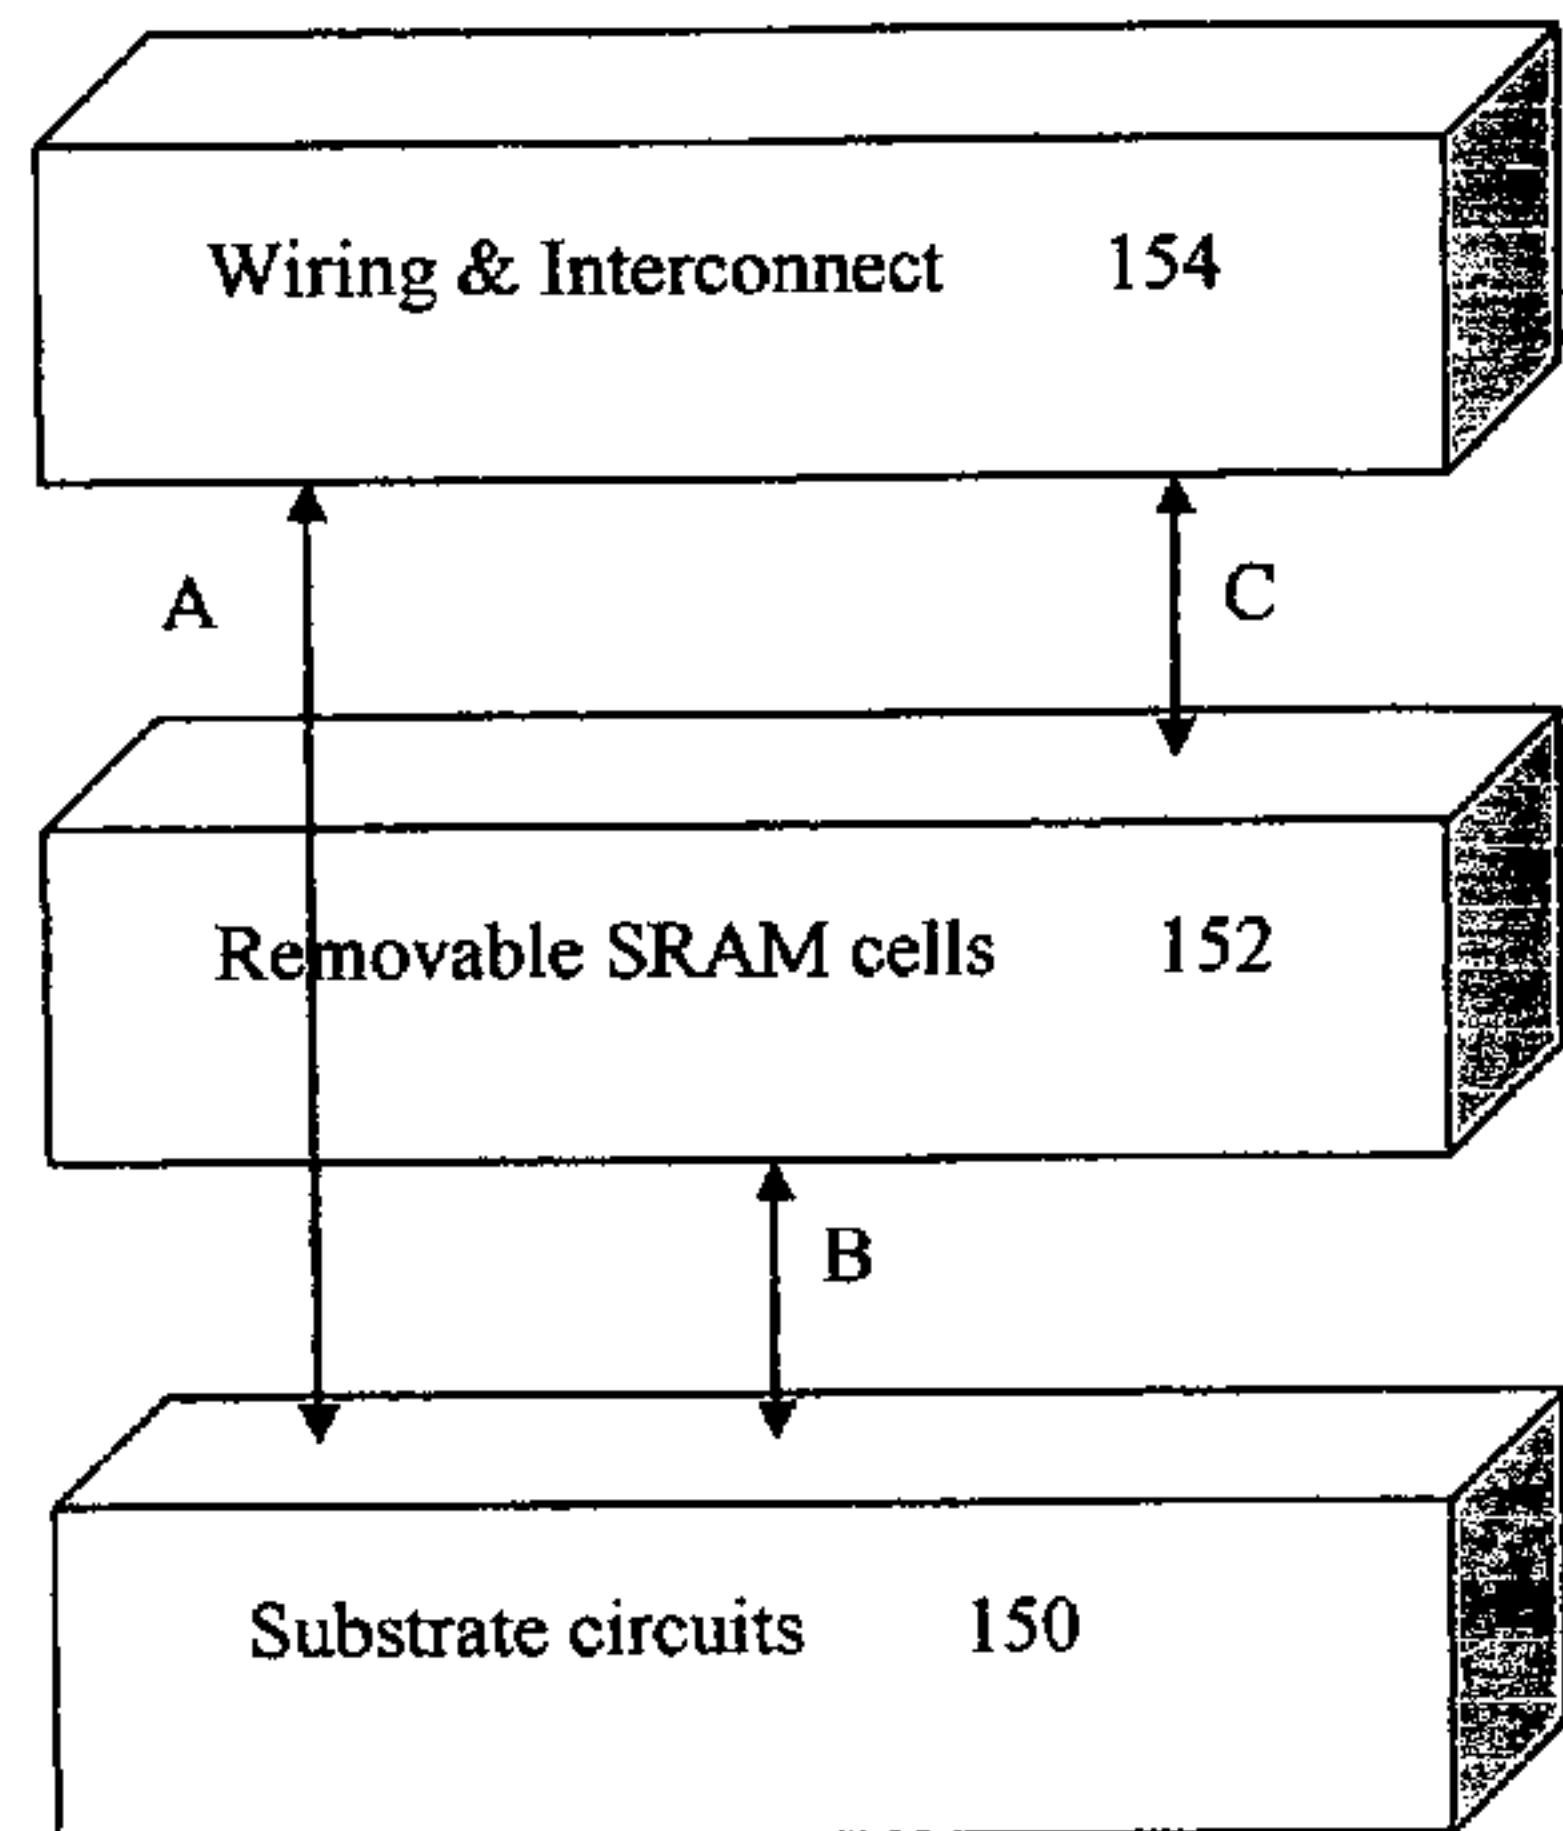 Wiring & Interconnect 154
A
C
Removable SRAM cells 152
B
Substrate circuits 150